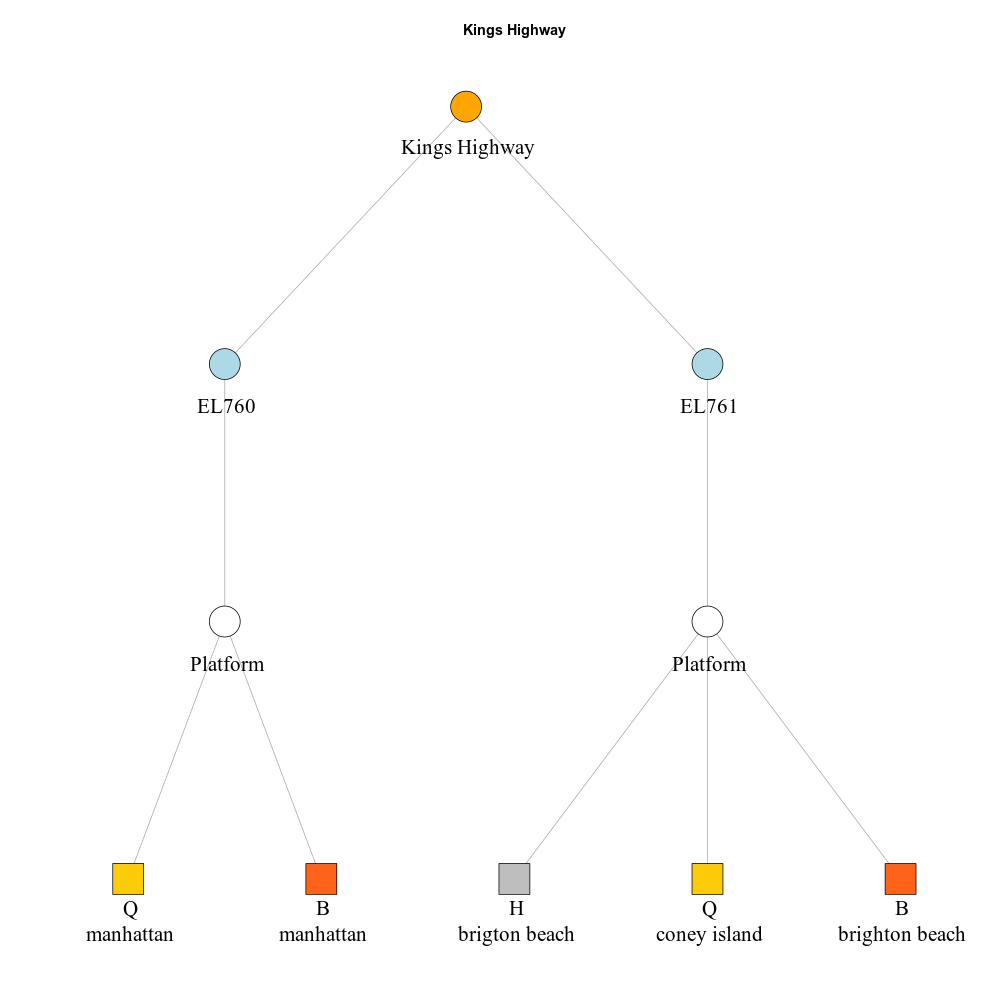 Kings Highway
Kings Highway
EL760
EL761
Platform
Platform
Q
manhattan
B
manhattan
H
brigton beach
Q
coney island
B
brighton beach